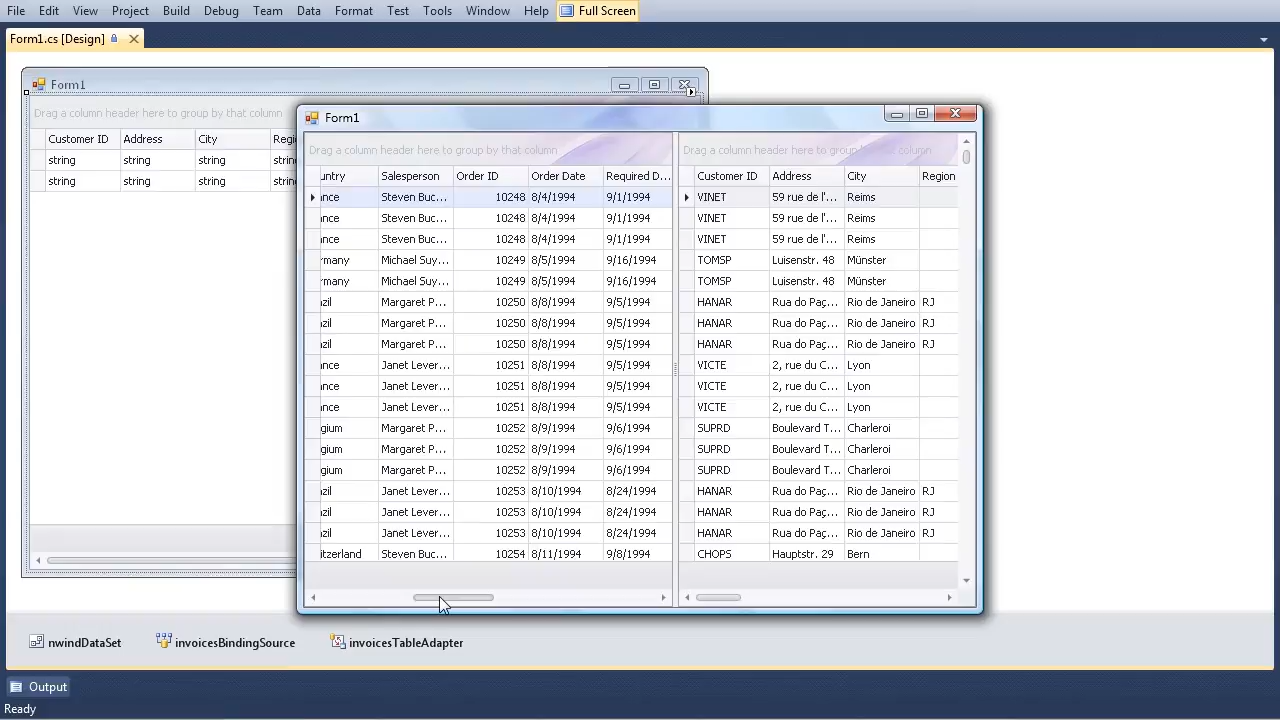 File Edit View Project Build Debug Team Data Format Test Tools Window Help Full Screen
Form1.cs [Design]
Form1
Drag a column header here to group by that column
Customer ID Address City
string string string
string string string
Form1
Drag a column header here to group by that column
untry Salesperson Order ID Order Date Required D...
nce Steven Buc... 10248 8/4/1994 9/1/1994
nce Steven Buc... 10248 8/4/1994 9/1/1994
nce Steven Buc... 10248 8/4/1994 9/1/1994
rmany Michael Suy... 10249 8/5/1994 9/16/1994
rmany Michael Suy... 10249 8/5/1994 9/16/1994
zil Margaret P... 10250 8/8/1994 9/5/1994
zil Margaret P... 10250 8/8/1994 9/5/1994
zil Margaret P... 10250 8/8/1994 9/5/1994
nce Janet Lever... 10251 8/8/1994 9/5/1994
nce Janet Lever... 10251 8/8/1994 9/5/1994
nce Janet Lever... 10251 8/8/1994 9/5/1994
gium Margaret P... 10252 8/9/1994 9/6/1994
gium Margaret P... 10252 8/9/1994 9/6/1994
gium Margaret P... 10252 8/9/1994 9/6/1994
zil Janet Lever... 10253 8/10/1994 8/24/1994
zil Janet Lever... 10253 8/10/1994 8/24/1994
zil Janet Lever... 10253 8/10/1994 8/24/1994
itzerland Steven Buc... 10254 8/11/1994 9/8/1994
Drag a column header here to group by that column
Customer ID Address City Region
VINET 59 rue de l'... Reims
VINET 59 rue de l'... Reims
VINET 59 rue de l'... Reims
TOMSP Luisenstr. 48 Münster
TOMSP Luisenstr. 48 Münster
HANAR Rua do Paç... Rio de Janeiro RJ
HANAR Rua do Paç... Rio de Janeiro RJ
HANAR Rua do Paç... Rio de Janeiro RJ
VICTE 2, rue du C... Lyon
VICTE 2, rue du C... Lyon
VICTE 2, rue du C... Lyon
SUPRD Boulevard T... Charleroi
SUPRD Boulevard T... Charleroi
SUPRD Boulevard T... Charleroi
HANAR Rua do Paç... Rio de Janeiro RJ
HANAR Rua do Paç... Rio de Janeiro RJ
HANAR Rua do Paç... Rio de Janeiro RJ
CHOPS Hauptstr. 29 Bern
nwindDataSet invoicesBindingSource invoicesTableAdapter
Output
Ready